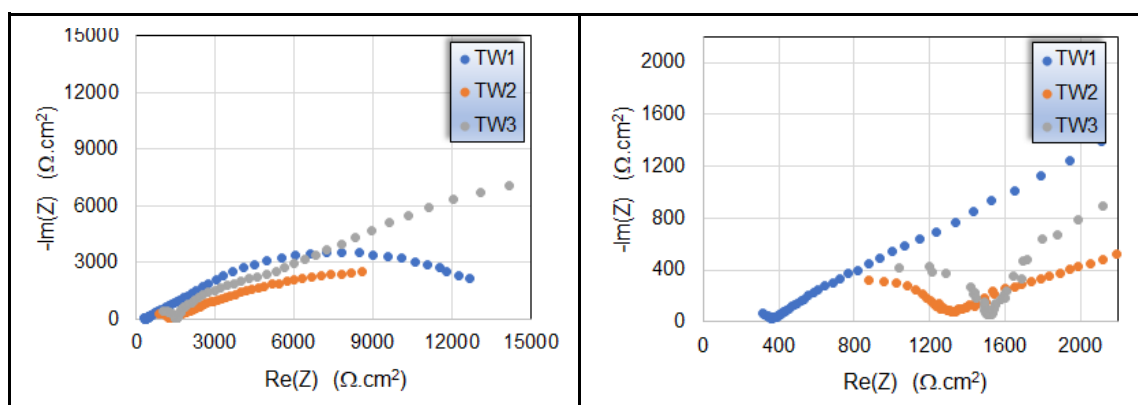 15000
12000
9000
6000
3000
0
-Im(Z) (Ω.cm²)
TW1
TW2
TW3
0 3000 6000 9000 12000 15000
Re(Z) (Ω.cm²)
2000
1600
1200
800
400
0
-Im(Z) (Ω.cm²)
TW1
TW2
TW3
0 400 800 1200 1600 2000
Re(Z) (Ω.cm²)